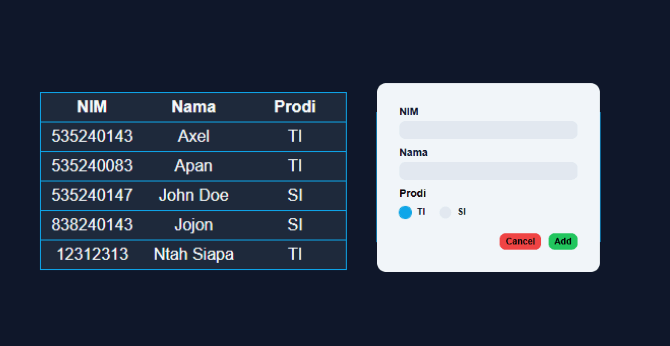 NIM Nama Prodi
535240143 Axel TI
535240083 Apan TI
535240147 John Doe SI
838240143 Jojon SI
12312313 Ntah Siapa TI
NIM
Nama
Prodi
TI SI
Cancel Add